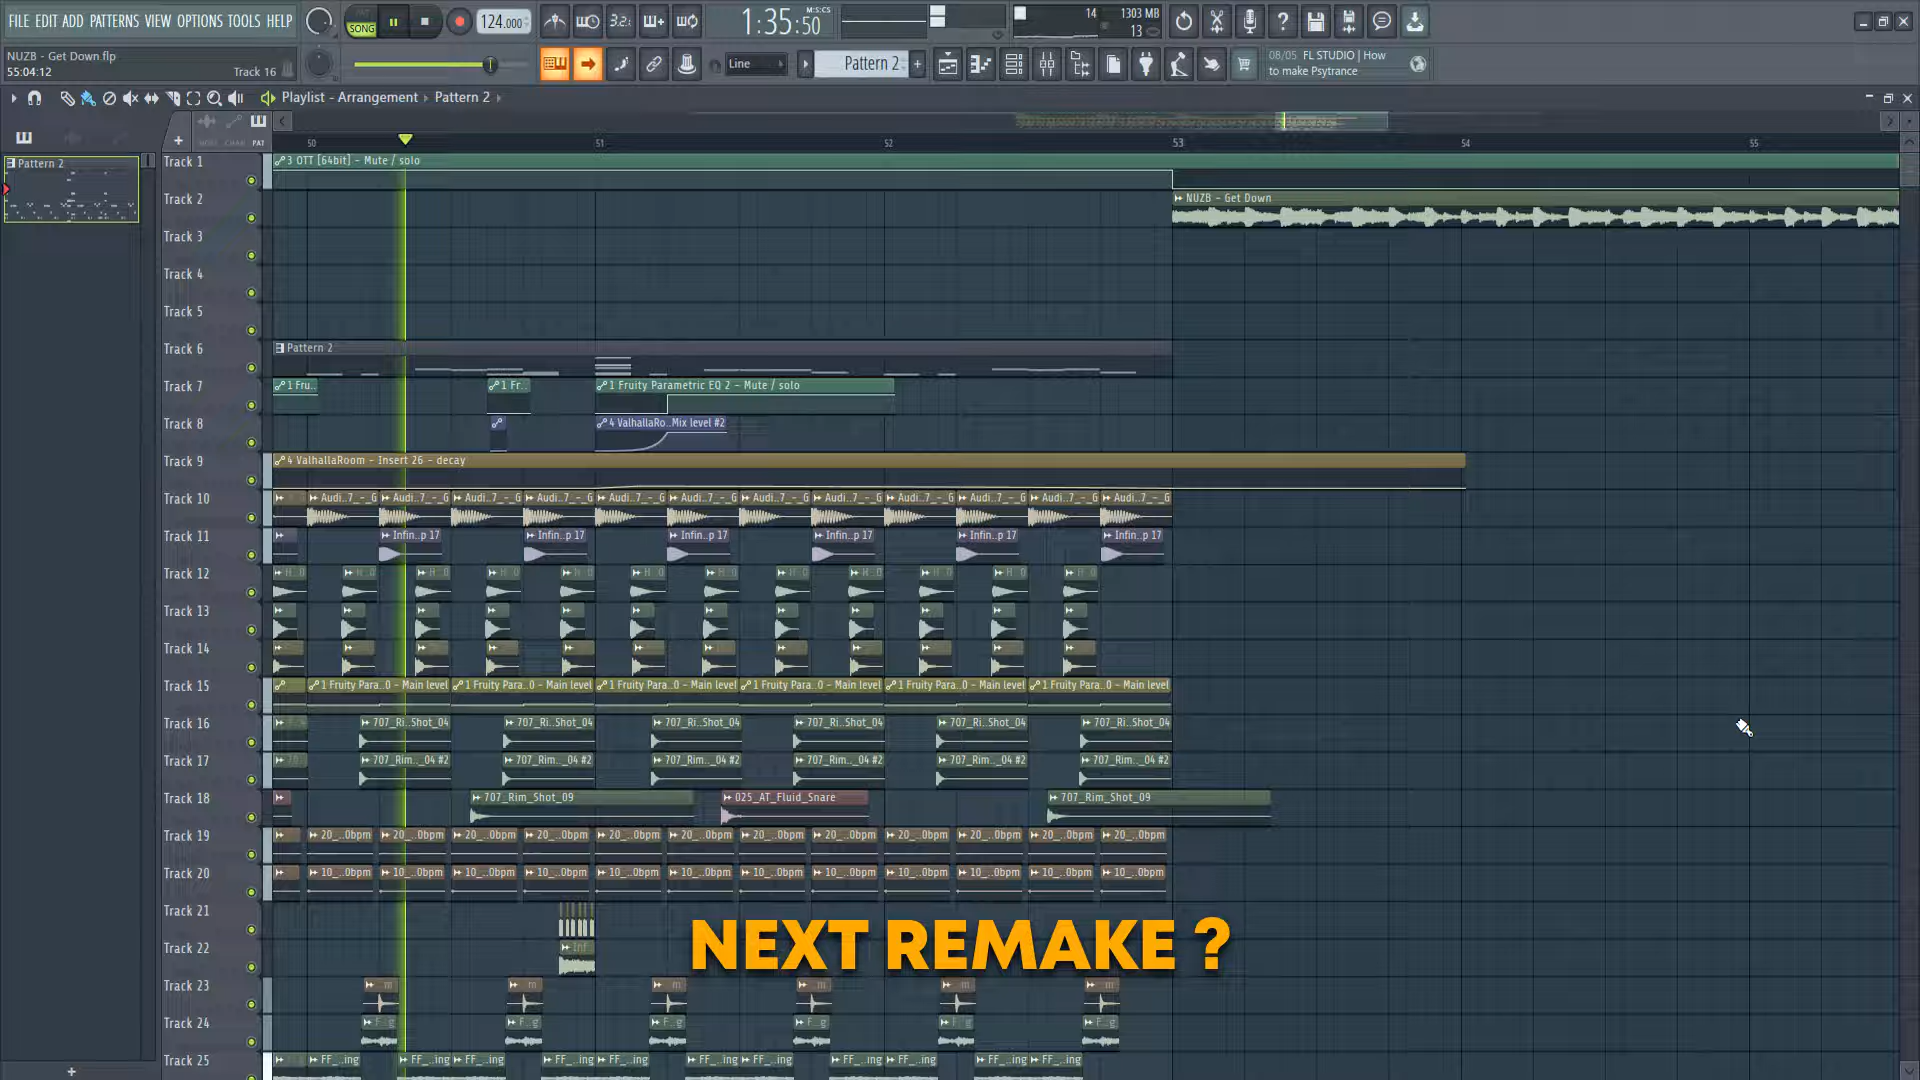 FILE EDIT ADD PATTERNS VIEW OPTIONS TOOLS HELP
SONG
124.000
3.2.
1:35:50
M:S:CS
14
1303 MB
13
NUZB - Get Down.flp
55:04:12
Track 16
Line
Pattern 2
+
08/05 FL STUDIO | How
to make Psytrance
Playlist - Arrangement
Pattern 2
Pattern 2
50 51 52 53 54 55
Track 1
3 OTT [64bit] - Mute / solo
Track 2
NUZB - Get Down
Track 3
Track 4
Track 5
Track 6
Pattern 2
Track 7
1 Fru..
1 Fr..
1 Fruity Parametric EQ 2 - Mute / solo
Track 8
4 ValhallaRo..Mix level #2
Track 9
4 ValhallaRoom - Insert 26 - decay
Track 10
Audi..7_-_G Audi..7_-_G Audi..7_-_G Audi..7_-_G Audi..7_-_G Audi..7_-_G Audi..7_-_G Audi..7_-_G Audi..7_-_G Audi..7_-_G Audi..7_-_G Audi..7_-_G
Track 11
Infin..p 17 Infin..p 17 Infin..p 17 Infin..p 17 Infin..p 17 Infin..p 17
Track 12
Track 13
Track 14
Track 15
1 Fruity Para..0 - Main level 1 Fruity Para..0 - Main level 1 Fruity Para..0 - Main level 1 Fruity Para..0 - Main level 1 Fruity Para..0 - Main level 1 Fruity Para..0 - Main level
Track 16
707_Ri..Shot_04 707_Ri..Shot_04 707_Ri..Shot_04 707_Ri..Shot_04 707_Ri..Shot_04 707_Ri..Shot_04
Track 17
707_Rim.._04 #2 707_Rim.._04 #2 707_Rim.._04 #2 707_Rim.._04 #2 707_Rim.._04 #2 707_Rim.._04 #2
Track 18
707_Rim_Shot_09
025_AT_Fluid_Snare
707_Rim_Shot_09
Track 19
20_..0bpm 20_..0bpm 20_..0bpm 20_..0bpm 20_..0bpm 20_..0bpm 20_..0bpm 20_..0bpm 20_..0bpm 20_..0bpm 20_..0bpm 20_..0bpm
Track 20
10_..0bpm 10_..0bpm 10_..0bpm 10_..0bpm 10_..0bpm 10_..0bpm 10_..0bpm 10_..0bpm 10_..0bpm 10_..0bpm 10_..0bpm 10_..0bpm
Track 21
Track 22
Inf
NEXT REMAKE ?
Track 23
m m m m m m
Track 24
F..g F..g F..g F..g F..g F..g
Track 25
FF_..ing FF_..ing FF_..ing FF_..ing FF_..ing FF_..ing FF_..ing FF_..ing FF_..ing FF_..ing FF_..ing